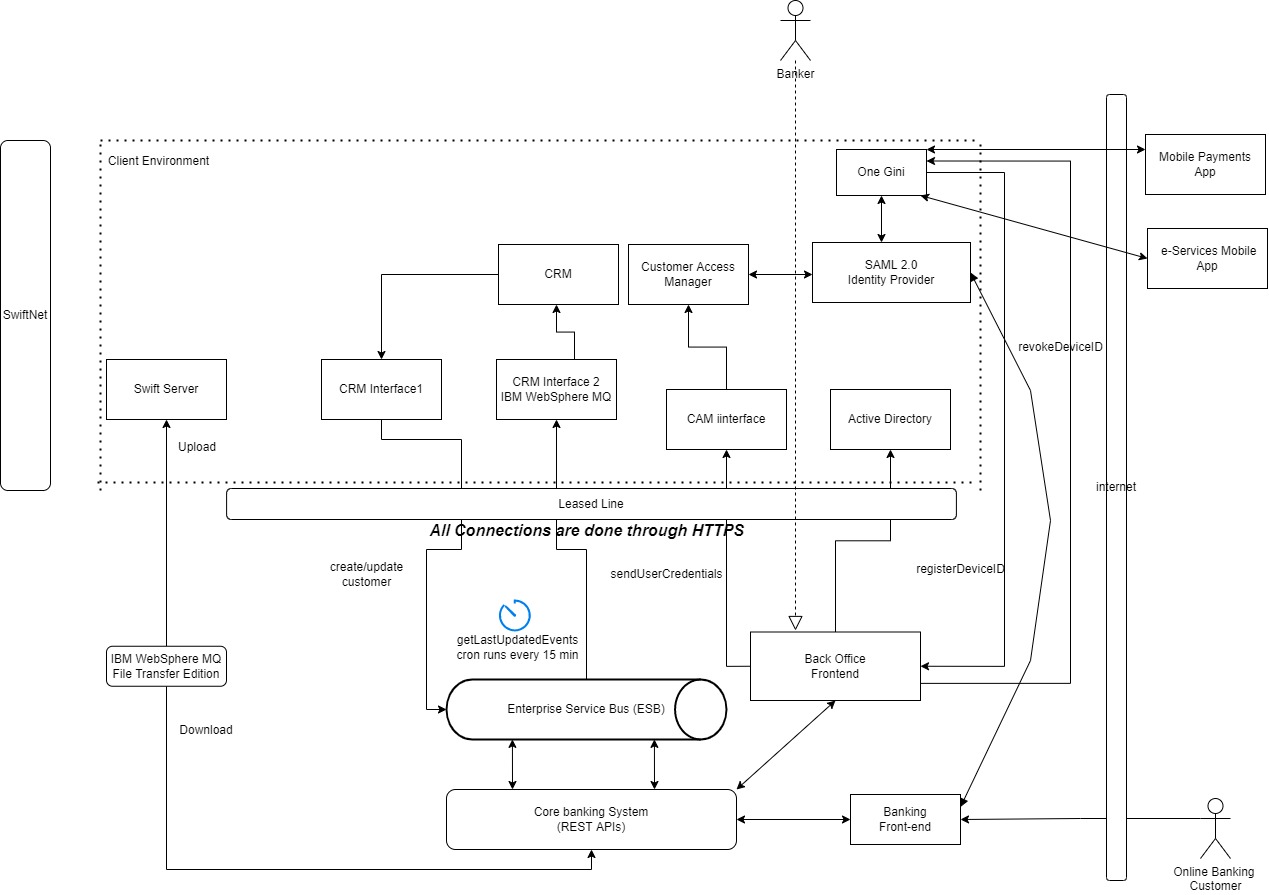 Banker
Client Environment
One Gini
Mobile Payments
App
e-Services Mobile
App
CRM
Customer Access
Manager
SAML 2.0
Identity Provider
SwiftNet
revokeDeviceID
Swift Server
CRM Interface1
CRM Interface 2
IBM WebSphere MQ
CAM iinterface
Active Directory
Upload
internet
Leased Line
All Connections are done through HTTPS
create/update
customer
sendUserCredentials
registerDeviceID
getLastUpdatedEvents
cron runs every 15 min
IBM WebSphere MQ
File Transfer Edition
Back Office
Frontend
Enterprise Service Bus (ESB)
Download
Core banking System
(REST APIs)
Banking
Front-end
Online Banking
Customer